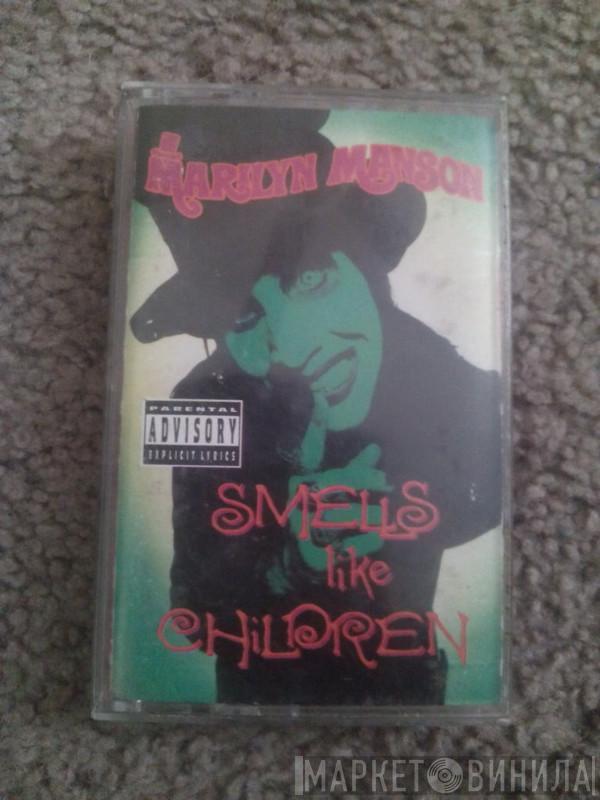 MARILYN MANSON
PARENTAL
ADVISORY
EXPLICIT LYRICS
SMELLS
like
CHiLDREN
МАРКЕТ ВИНИЛА